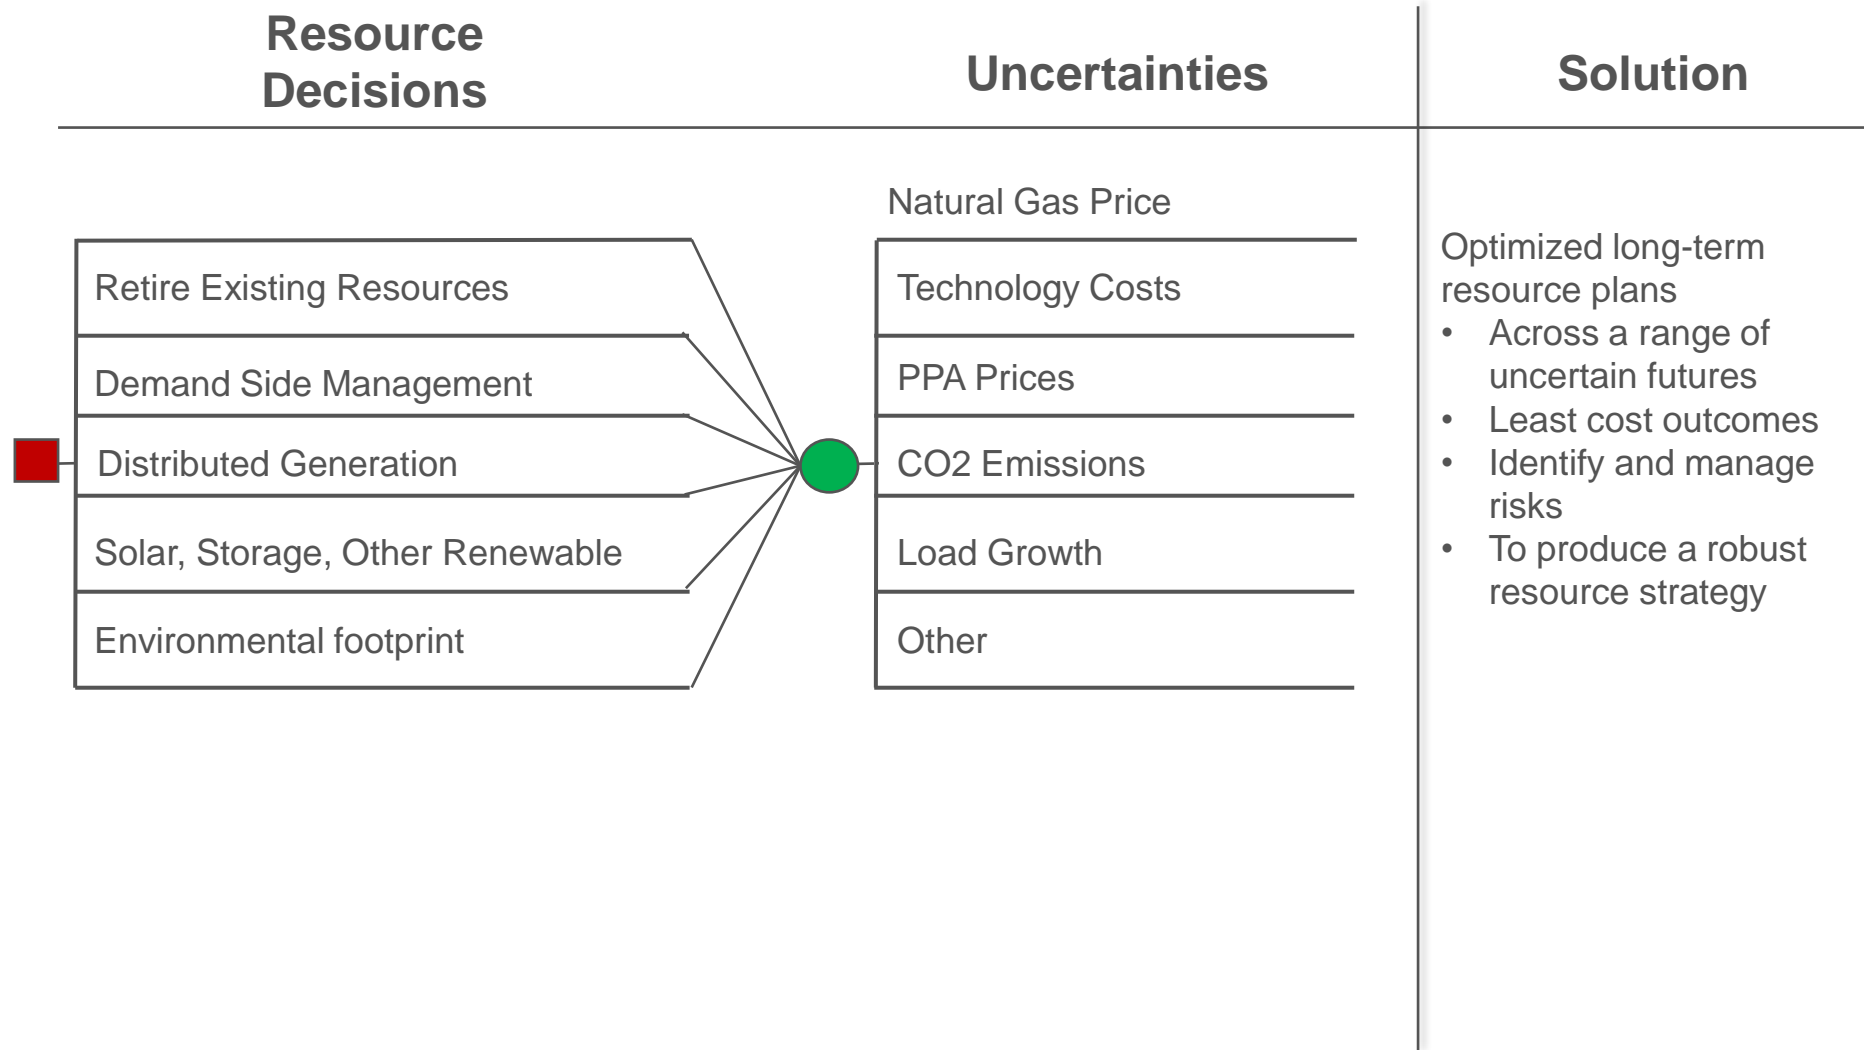 Resource
Decisions
Uncertainties
Solution
Retire Existing Resources
Demand Side Management
Distributed Generation
Solar, Storage, Other Renewable
Environmental footprint
Natural Gas Price
Technology Costs
PPA Prices
CO2 Emissions
Load Growth
Other
Optimized long-term
resource plans
• Across a range of
uncertain futures
• Least cost outcomes
• Identify and manage
risks
• To produce a robust
resource strategy